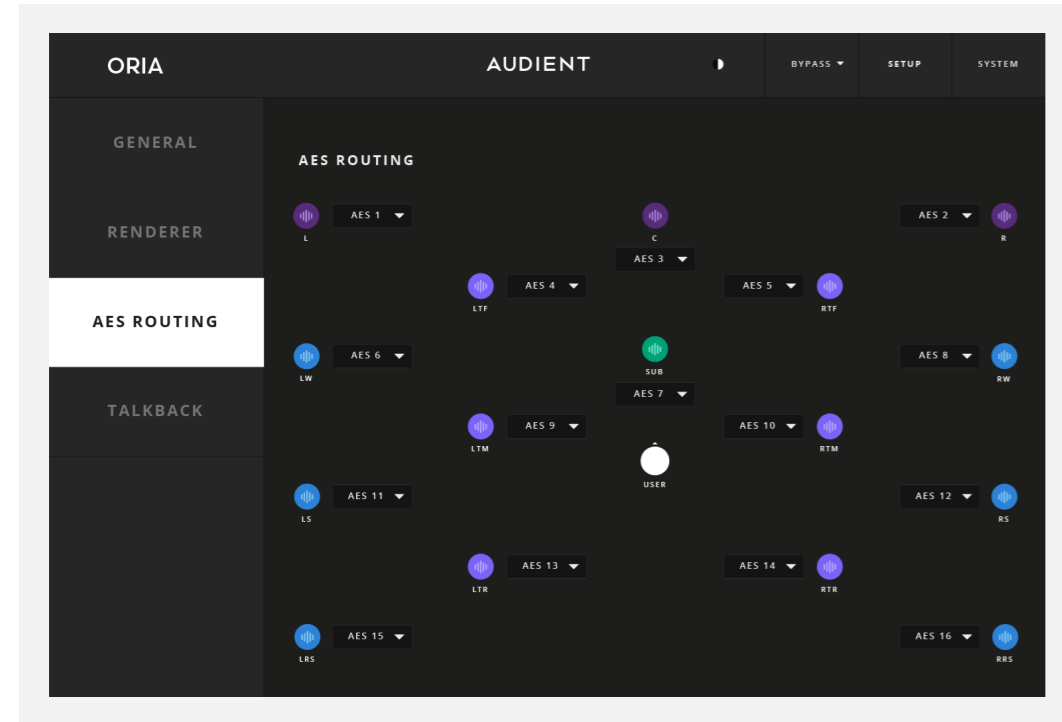 ORIA
AUDIENT
BYPASS
SETUP
SYSTEM
GENERAL
RENDERER
AES ROUTING
TALKBACK
AES ROUTING
L
AES 1
C
AES 3
AES 2
R
LTF
AES 4
AES 5
RTF
LW
AES 6
SUB
AES 7
AES 8
RW
LTM
AES 9
AES 10
RTM
USER
LS
AES 11
AES 12
RS
LTR
AES 13
AES 14
RTR
LRS
AES 15
AES 16
RRS